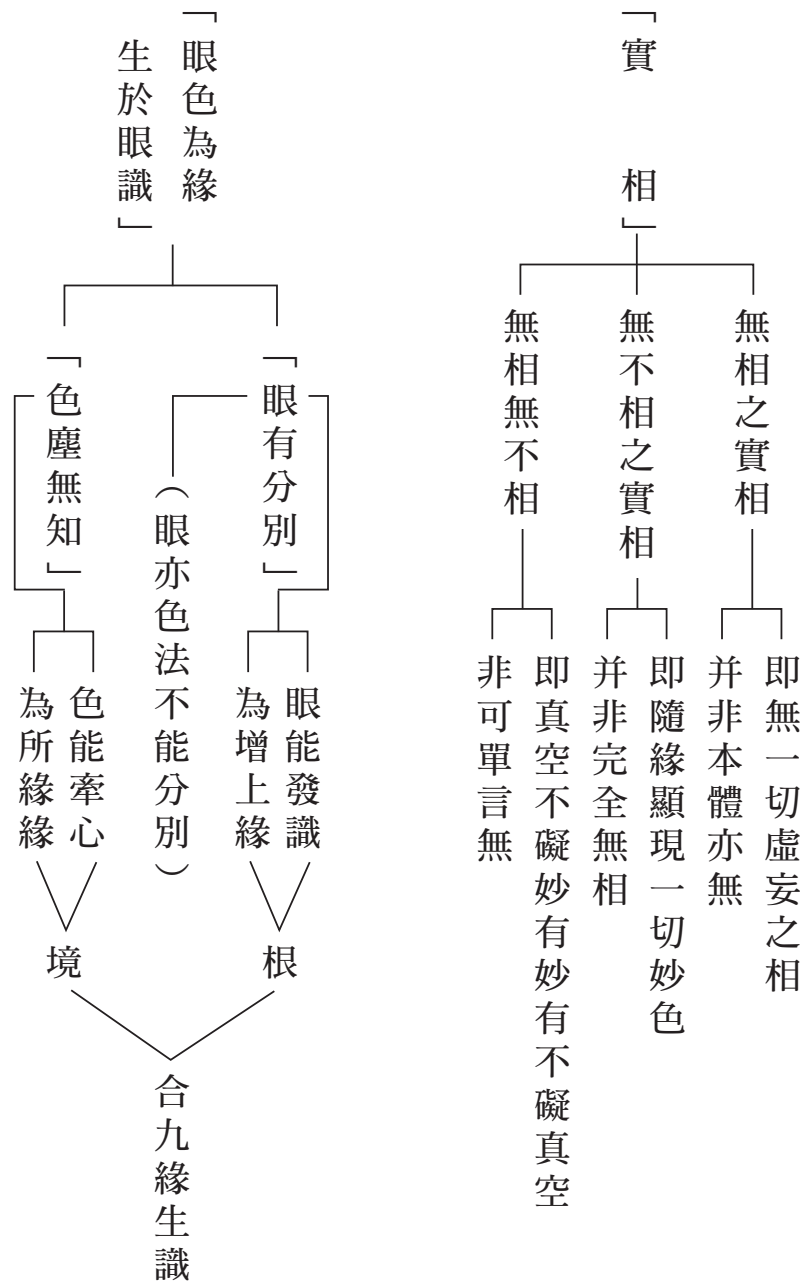 「實相」
無相之實相
即無一切虛妄之相
并非本體亦無
無不相之實相
即隨緣顯現一切妙色
并非完全無相
無相無不相
即真空不礙妙有妙有不礙真空
非可單言無
「眼色為緣
生於眼識」
「眼有分別」
眼能發識
為增上緣
根
（眼亦色法不能分別）
「色塵無知」
色能牽心
為所緣緣
境
合九緣生識